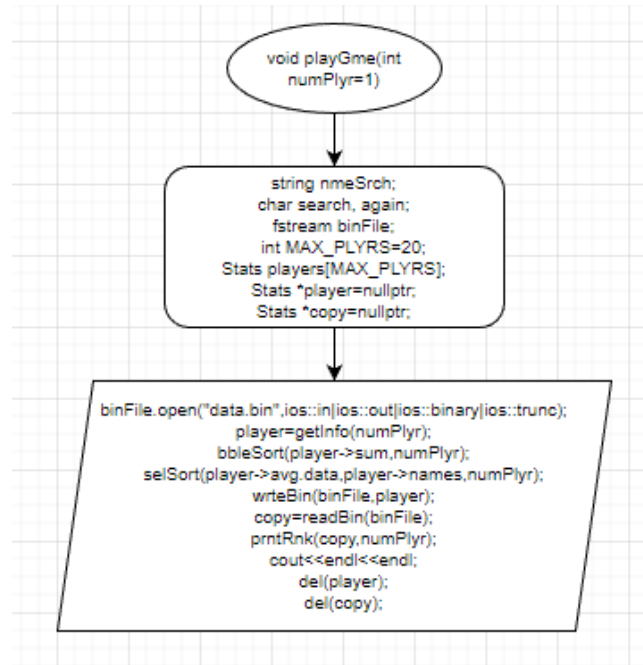 void playGme(int
numPlyr=1)
string nmeSrch;
char search, again;
fstream binFile;
int MAX_PLYRS=20;
Stats players[MAX_PLYRS];
Stats *player=nullptr;
Stats *copy=nullptr;
binFile.open("data.bin",ios::in|ios::out|ios::binary|ios::trunc);
player=getInfo(numPlyr);
bbleSort(player->sum,numPlyr);
selSort(player->avg.data,player->names,numPlyr);
wrteBin(binFile,player);
copy=readBin(binFile);
prntRnk(copy,numPlyr);
cout<<endl<<endl;
del(player);
del(copy);